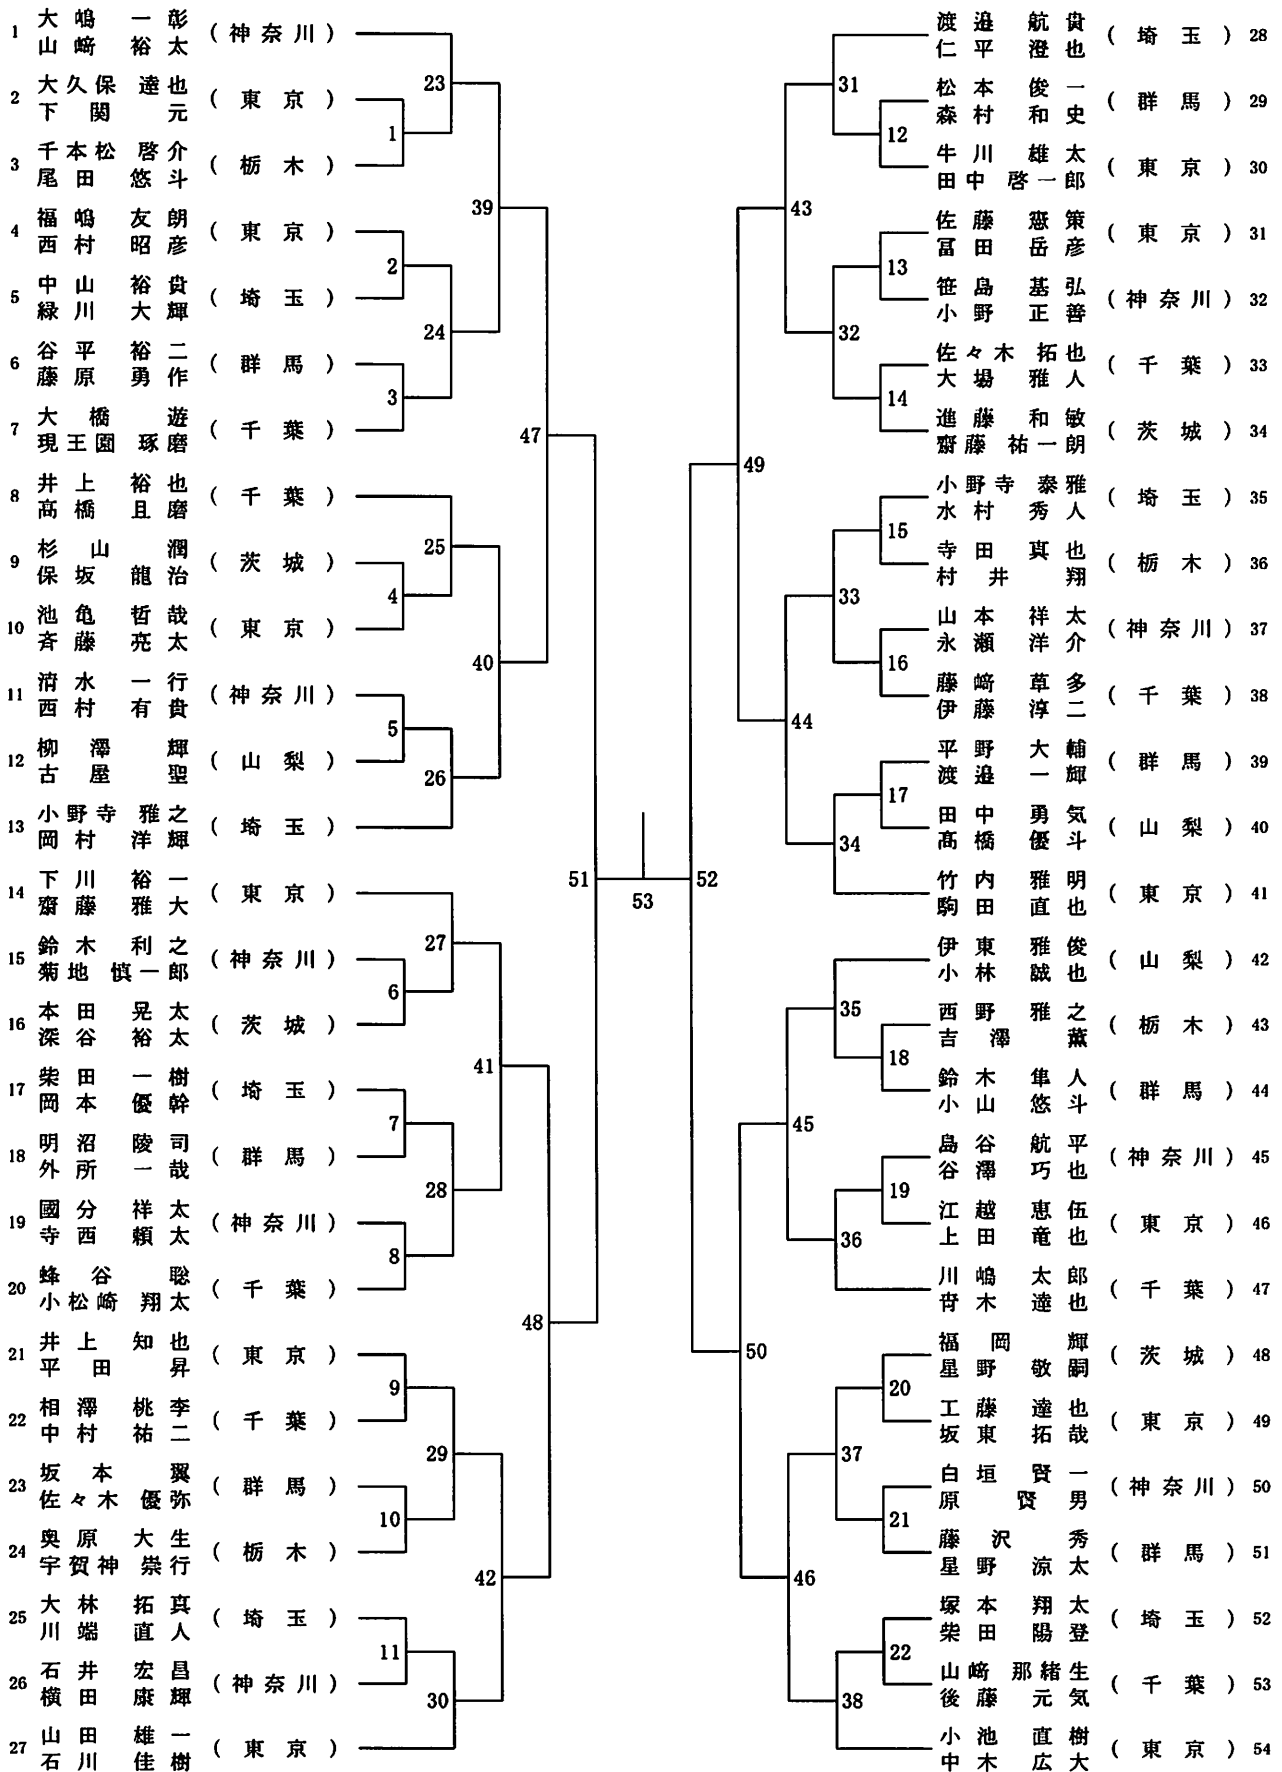 1 大嶋 一彰 (神奈川)
山﨑 裕太
2 大久保 達也 (東京)
下関 元
3 千本松 啓介 (栃木)
尾田 悠斗
4 福嶋 友朗 (東京)
西村 昭彦
5 中山 裕貴 (埼玉)
緑川 大輝
6 谷平 裕二 (群馬)
藤原 勇作
7 大橋 遊 (千葉)
現王園 琢磨
8 井上 裕也 (千葉)
髙橋 且磨
9 杉山 潤 (茨城)
保坂 龍治
10 池亀 哲哉 (東京)
斉藤 亮太
11 清水 一行 (神奈川)
西村 有貴
12 柳澤 輝 (山梨)
古屋 聖
13 小野寺 雅之 (埼玉)
岡村 洋輝
14 下川 裕一 (東京)
齋藤 雅大
15 鈴木 利之 (神奈川)
菊地 慎一郎
16 本田 晃太 (茨城)
深谷 裕太
17 柴田 一樹 (埼玉)
岡本 優幹
18 明沼 陵司 (群馬)
外所 一哉
19 國分 祥太 (神奈川)
寺西 頼太
20 蜂谷 聡 (千葉)
小松崎 翔太
21 井上 知也 (東京)
平田 昇
22 相澤 桃李 (千葉)
中村 祐二
23 坂本 翼 (群馬)
佐々木 優弥
24 奥原 大生 (栃木)
宇賀神 崇行
25 大林 拓真 (埼玉)
川端 直人
26 石井 宏昌 (神奈川)
横田 康輝
27 山田 雄一 (東京)
石川 佳樹
1
2
3
4
5
6
7
8
9
10
11
23
24
25
26
27
28
29
30
39
40
41
42
47
48
51
53
52
49
50
43
44
45
46
31
32
33
34
35
36
37
38
12
13
14
15
16
17
18
19
20
21
22
渡邉 航貴 (埼玉) 28
仁平 澄也
松本 俊一 (群馬) 29
森村 和史
牛川 雄太 (東京) 30
田中 啓一郎
佐藤 憲策 (東京) 31
冨田 岳彦
笹島 基弘 (神奈川) 32
小野 正善
佐々木 拓也 (千葉) 33
大場 雅人
進藤 和敏 (茨城) 34
齋藤 祐一朗
小野寺 泰雅 (埼玉) 35
水村 秀人
寺田 真也 (栃木) 36
村井 翔
山本 祥太 (神奈川) 37
永瀬 洋介
藤﨑 草多 (千葉) 38
伊藤 淳二
平野 大輔 (群馬) 39
渡邉 一輝
田中 勇気 (山梨) 40
髙橋 優斗
竹内 雅明 (東京) 41
駒田 直也
伊東 雅俊 (山梨) 42
小林 誠也
西野 雅之 (栃木) 43
吉澤 薫
鈴木 隼人 (群馬) 44
小山 悠斗
島谷 航平 (神奈川) 45
谷澤 巧也
江越 恵伍 (東京) 46
上田 竜也
川嶋 太郎 (千葉) 47
青木 達也
福岡 輝 (茨城) 48
星野 敬嗣
工藤 達也 (東京) 49
坂東 拓哉
白垣 賢一 (神奈川) 50
原 賢男
藤沢 秀 (群馬) 51
星野 涼太
塚本 翔太 (埼玉) 52
柴田 陽登
山﨑 那緒生 (千葉) 53
後藤 元気
小池 直樹 (東京) 54
中木 広大